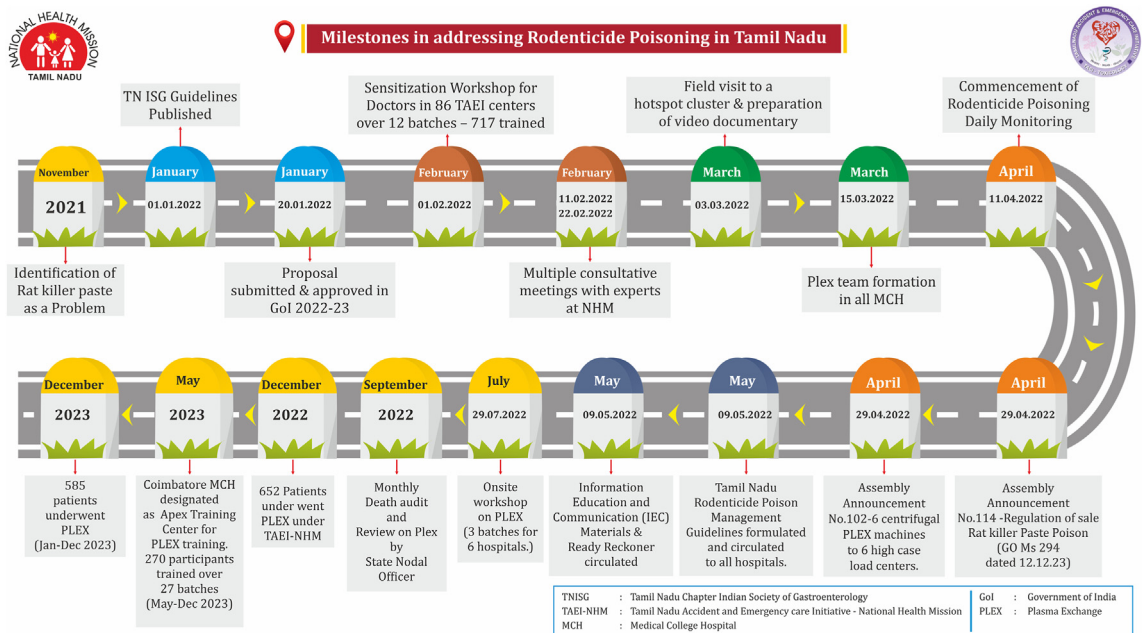 NATIONAL HEALTH MISSION
TAMIL NADU
Milestones in addressing Rodenticide Poisoning in Tamil Nadu
TN ISG Guidelines
Published
Sensitization Workshop for
Doctors in 86 TAEI centers
over 12 batches – 717 trained
Field visit to a
hotspot cluster & preparation
of video documentary
Commencement of
Rodenticide Poisoning
Daily Monitoring
November
2021
January
01.01.2022
January
20.01.2022
February
01.02.2022
February
11.02.2022
22.02.2022
March
03.03.2022
March
15.03.2022
April
11.04.2022
Identification of
Rat killer paste
as a Problem
Proposal
submitted & approved in
GoI 2022-23
Multiple consultative
meetings with experts
at NHM
Plex team formation
in all MCH
December
2023
May
2023
December
2022
September
2022
July
29.07.2022
May
09.05.2022
May
09.05.2022
April
29.04.2022
April
29.04.2022
585
patients
underwent
PLEX
(Jan-Dec 2023)
Coimbatore MCH
designated
as Apex Training
Center for
PLEX training.
270 participants
trained over
27 batches
(May-Dec 2023)
652 Patients
under went
PLEX under
TAEI-NHM
Monthly
Death audit
and
Review on Plex
by
State Nodal
Officer
Onsite
workshop
on PLEX
(3 batches for
6 hospitals.)
Information
Education and
Communication (IEC)
Materials &
Ready Reckoner
circulated
Tamil Nadu
Rodenticide Poison
Management
Guidelines formulated
and circulated
to all hospitals.
Assembly
Announcement
No.102-6 centrifugal
PLEX machines
to 6 high case
load centers.
Assembly
Announcement
No.114 -Regulation of sale
Rat killer Paste Poison
(GO Ms 294
dated 12.12.23)
TNISG : Tamil Nadu Chapter Indian Society of Gastroenterology
TAEI-NHM : Tamil Nadu Accident and Emergency care Initiative - National Health Mission
MCH : Medical College Hospital
GoI : Government of India
PLEX : Plasma Exchange